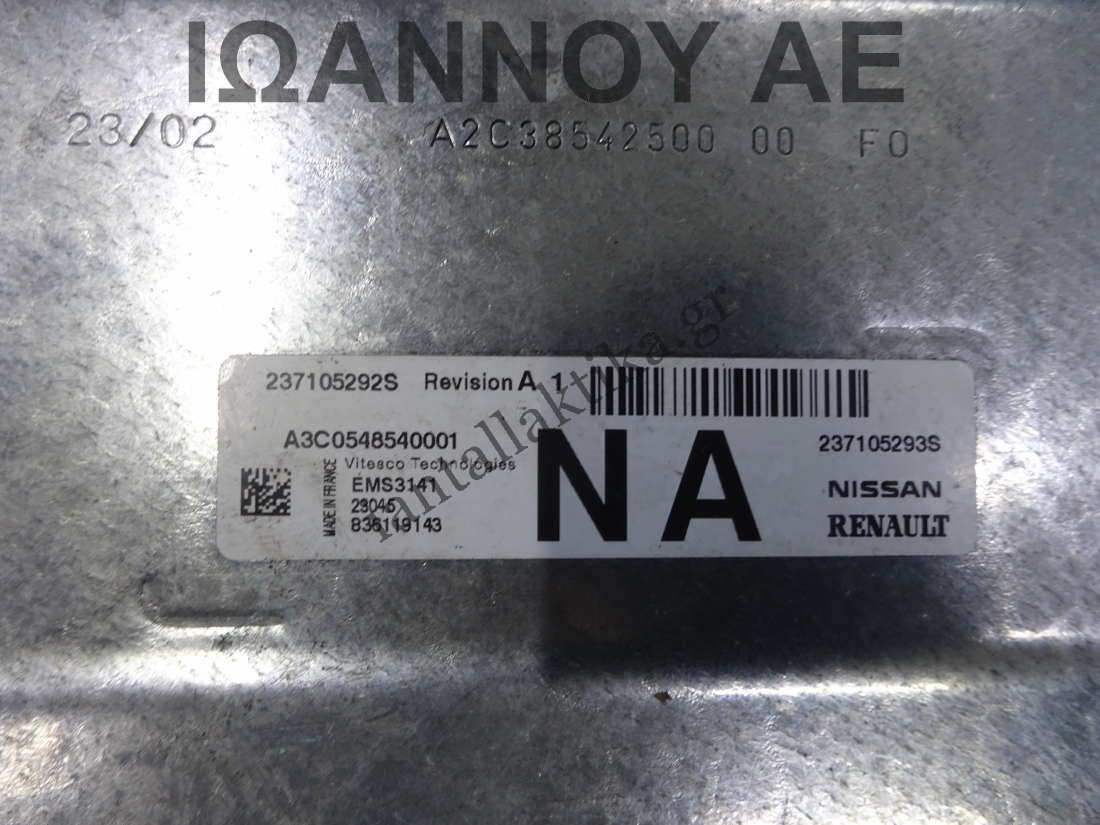 ΙΩΑΝΝΟΥ ΑΕ
23/02 A2C38542500 00 F0
237105292S Revision A 1
A3C0548540001
Vitesco Technologies
MADE IN FRANCE
EMS3141
23045
836119143
NA
237105293S
NISSAN
RENAULT
iantallaktika.gr